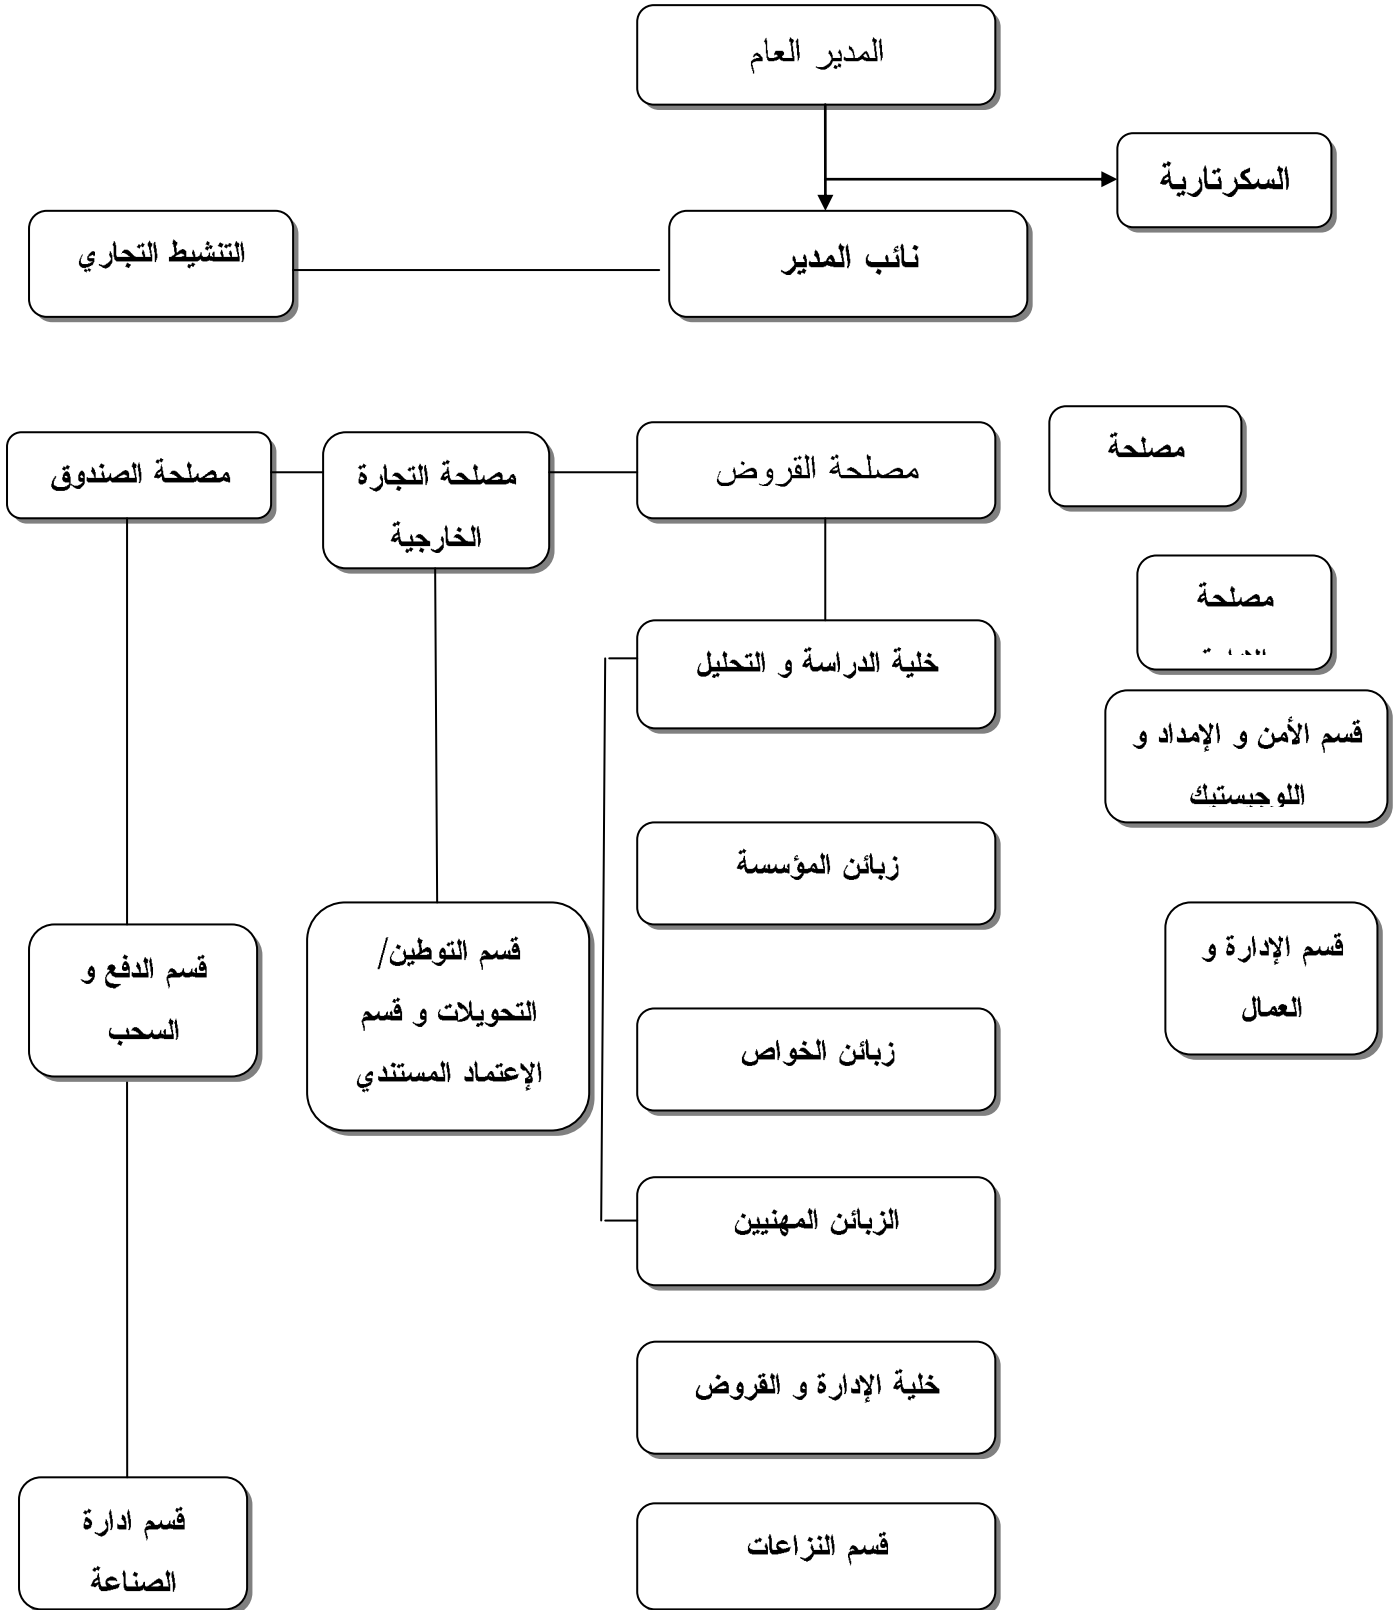 المدير العام
السكرتارية
نائب المدير
التنشيط التجاري
مصلحة
مصلحة القروض
مصلحة التجارة
الخارجية
مصلحة الصندوق
مصلحة
خلية الدراسة و التحليل
قسم الأمن و الإمداد و
اللوجيستيك
زبائن المؤسسة
قسم الإدارة و
العمال
قسم التوطين/
التحويلات و قسم
الإعتماد المستندي
قسم الدفع و
السحب
زبائن الخواص
الزبائن المهنيين
خلية الإدارة و القروض
قسم النزاعات
قسم ادارة
الصناعة